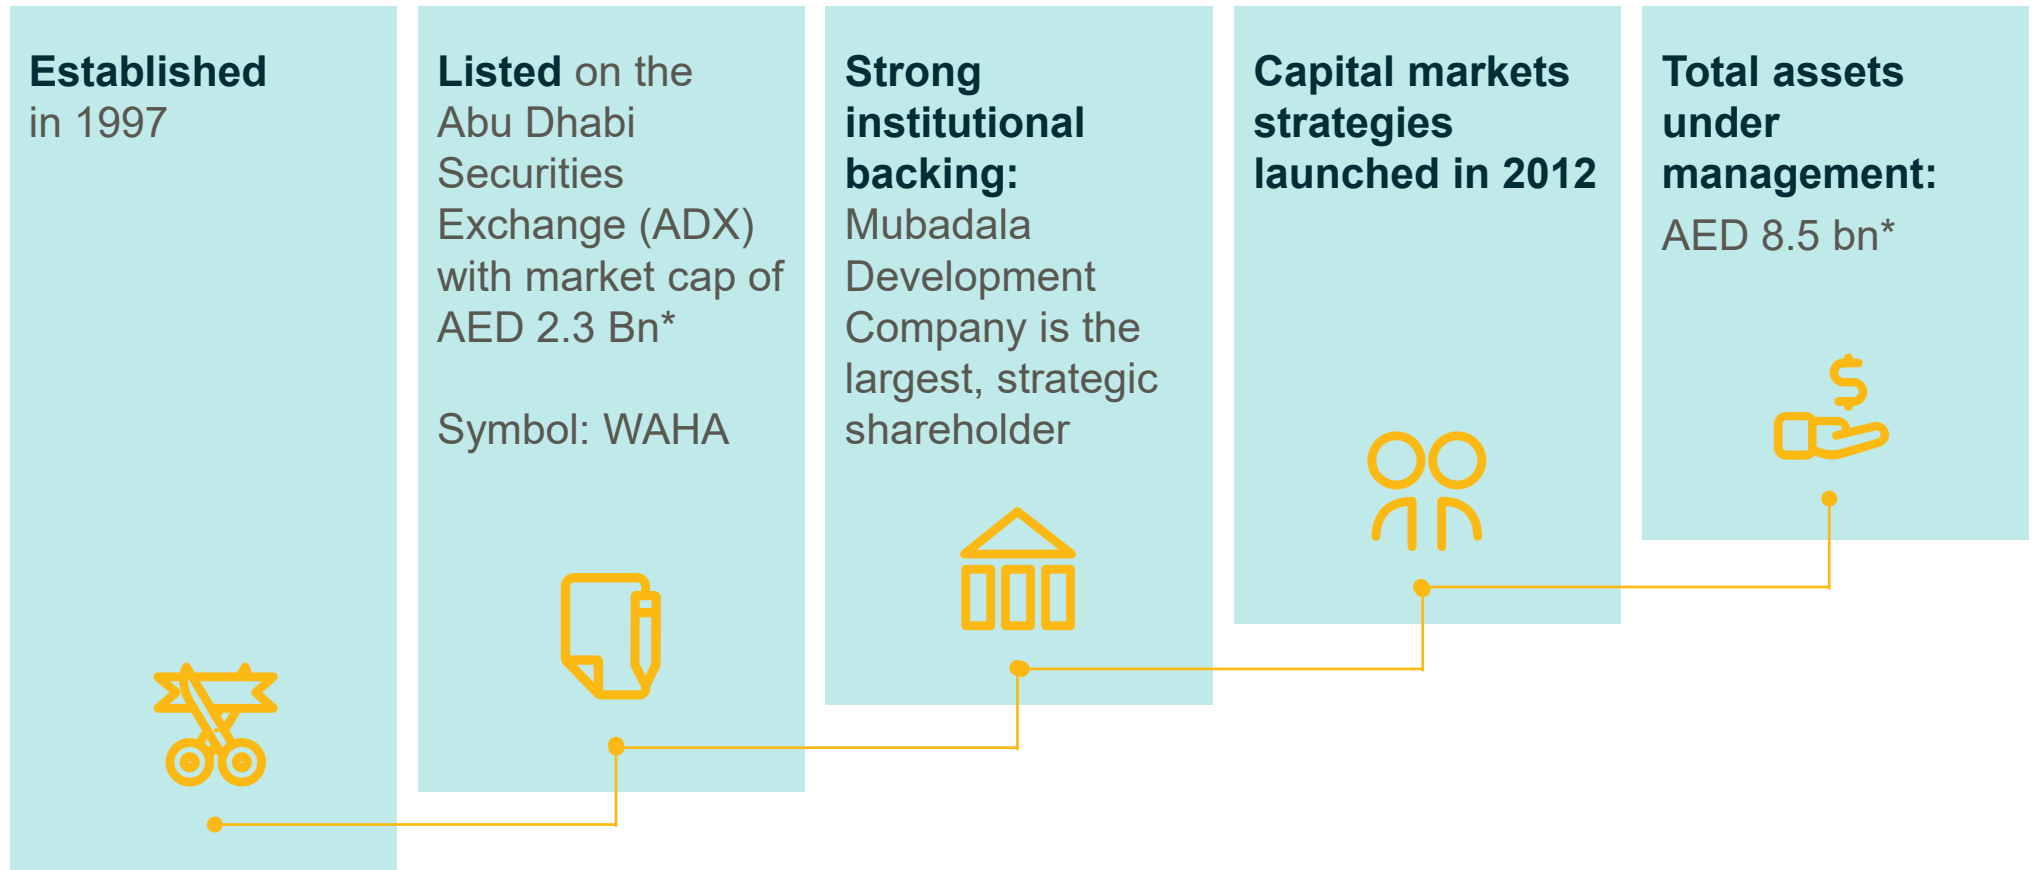 Established
in 1997
Listed on the
Abu Dhabi
Securities
Exchange (ADX)
with market cap of
AED 2.3 Bn*
Symbol: WAHA
Strong
institutional
backing:
Mubadala
Development
Company is the
largest, strategic
shareholder
Capital markets
strategies
launched in 2012
Total assets
under
management:
AED 8.5 bn*